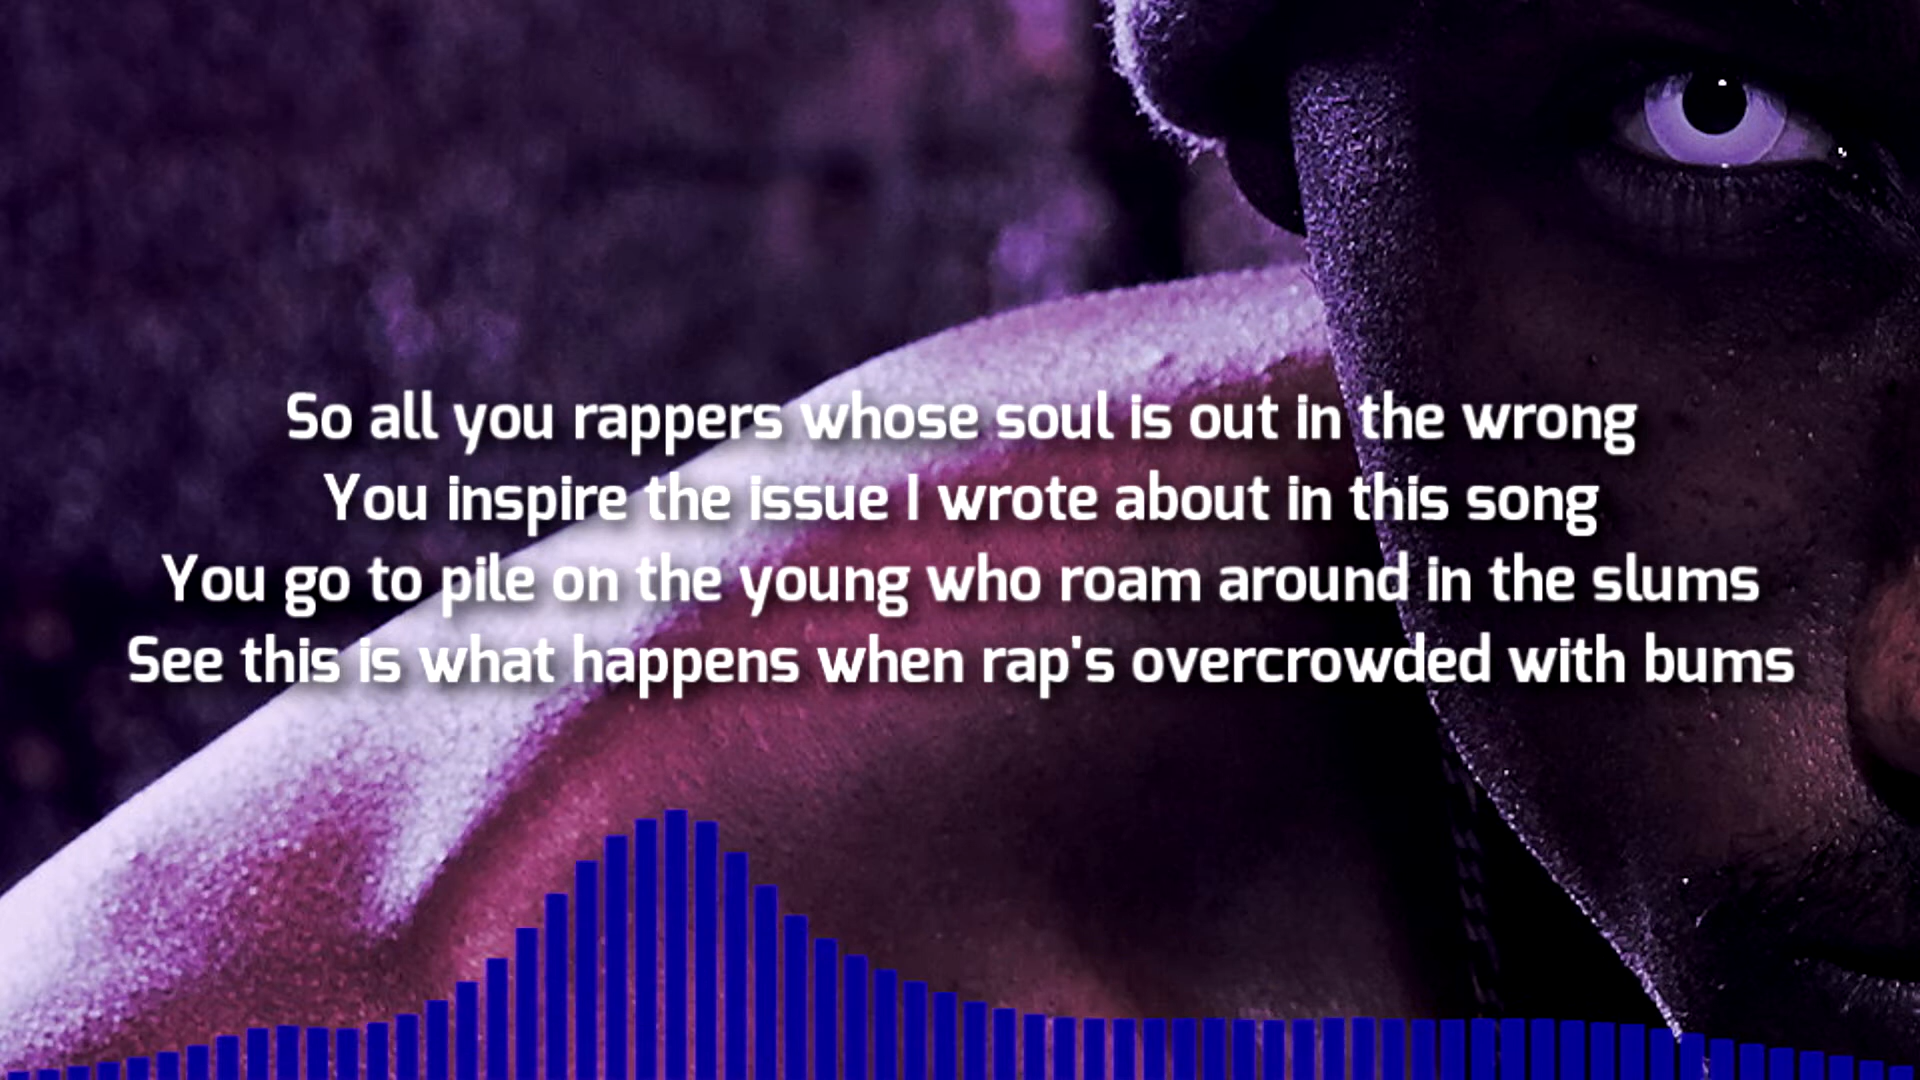 So all you rappers whose soul is out in the wrong
You inspire the issue I wrote about in this song
You go to pile on the young who roam around in the slums
See this is what happens when rap's overcrowded with bums